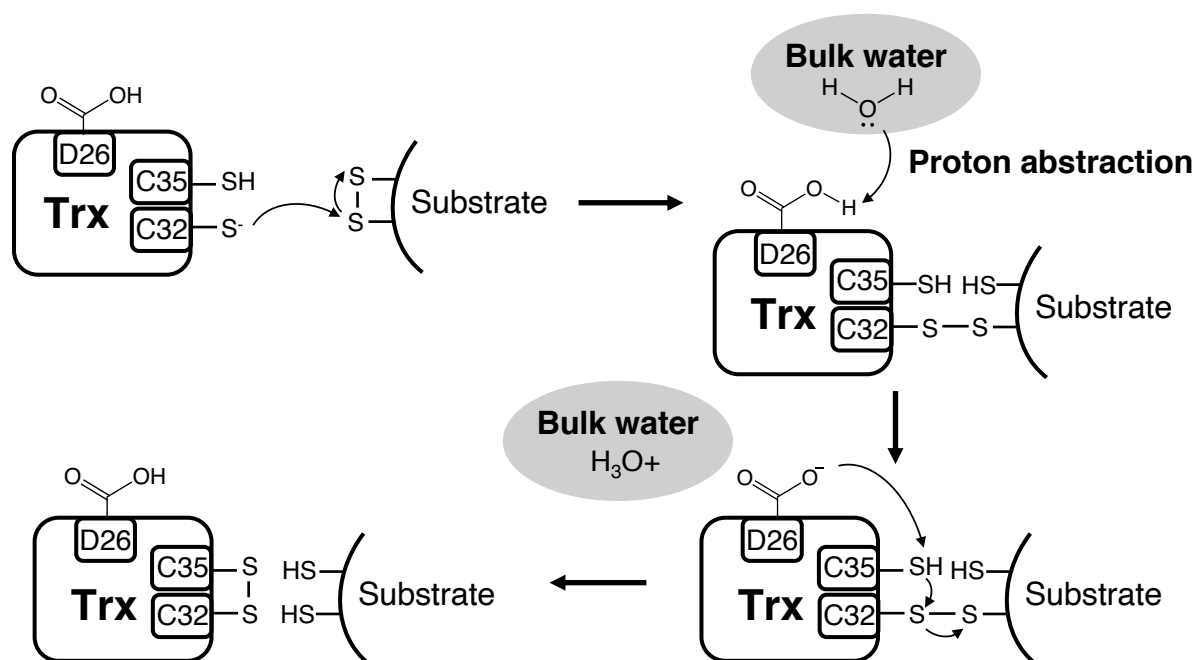 O OH
D26
C35 SH
Trx
C32 S-
S
S
Substrate
Bulk water
H H
O
Proton abstraction
O O
H
D26
C35 SH HS
Trx
C32 S S
Substrate
Bulk water
H3O+
O O-
D26
C35 SH HS
Trx
C32 S S
Substrate
O OH
D26
C35 S HS
Trx
C32 S HS
Substrate